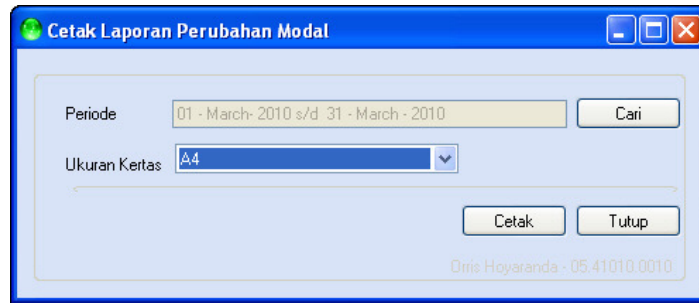 Cetak Laporan Perubahan Modal
Periode 01 - March- 2010 s/d 31 - March - 2010 Cari
Ukuran Kertas A4
Cetak Tutup
Orris Hoyaranda - 05.41010.0010